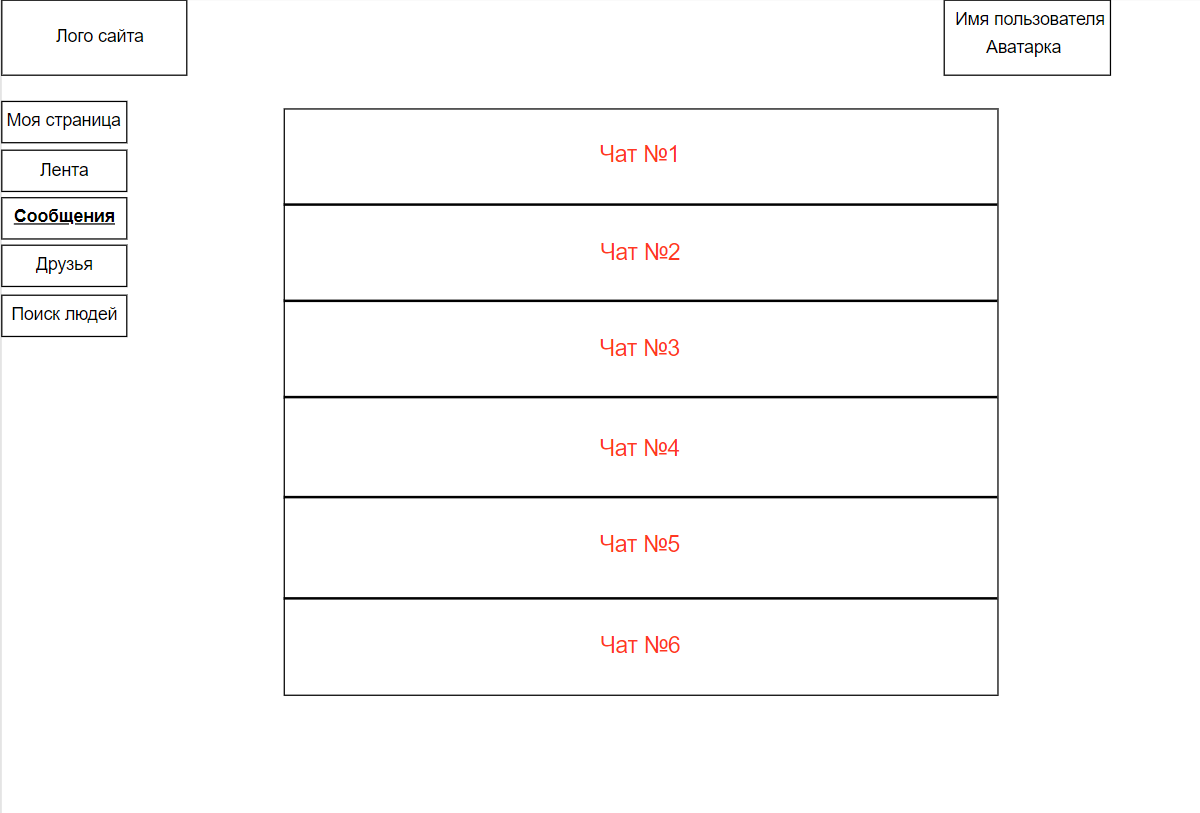 Лого сайта
Имя пользователя
Аватарка
Моя страница
Лента
Сообщения
Друзья
Поиск людей
Чат №1
Чат №2
Чат №3
Чат №4
Чат №5
Чат №6